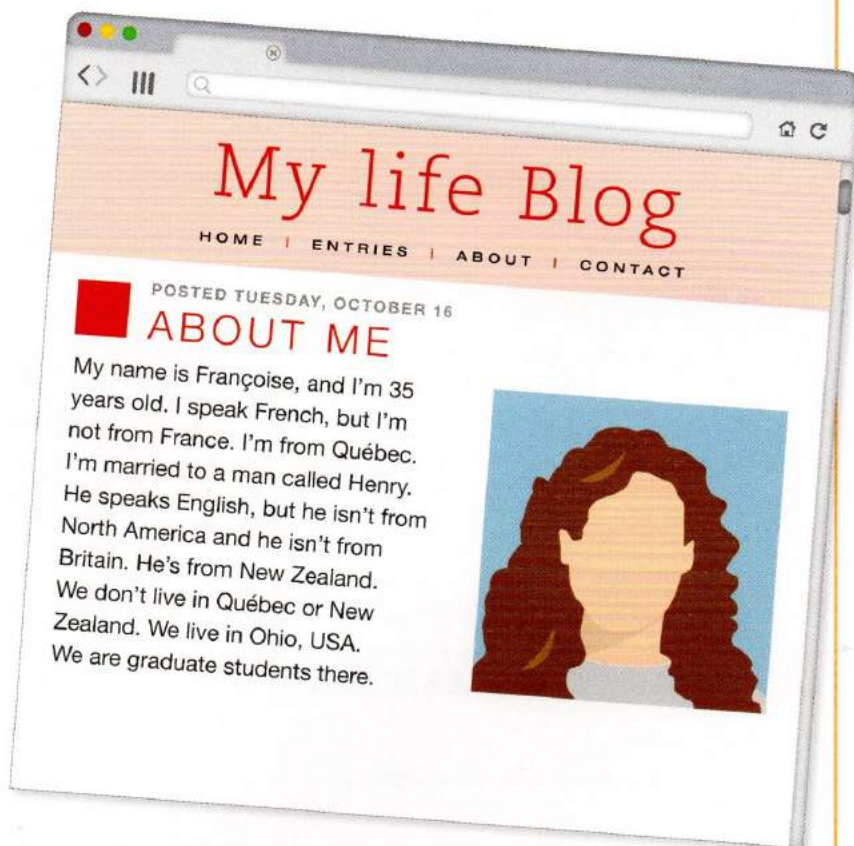 My life Blog
HOME | ENTRIES | ABOUT | CONTACT
POSTED TUESDAY, OCTOBER 16
ABOUT ME
My name is Françoise, and I'm 35
years old. I speak French, but I'm
not from France. I'm from Québec.
I'm married to a man called Henry.
He speaks English, but he isn't from
North America and he isn't from
Britain. He's from New Zealand.
We don't live in Québec or New
Zealand. We live in Ohio, USA.
We are graduate students there.